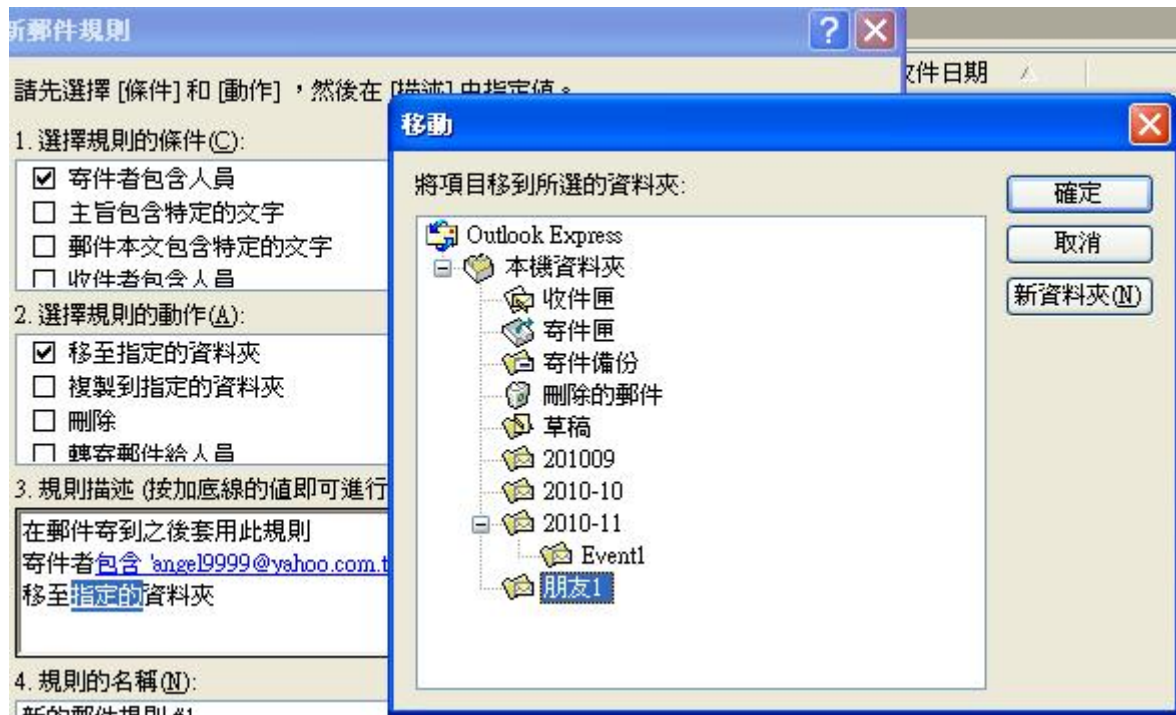 新郵件規則
請先選擇 [條件] 和 [動作] ，然後在 [描述] 中指定值。
1. 選擇規則的條件(C):
寄件者包含人員
主旨包含特定的文字
郵件本文包含特定的文字
收件者包含人員
2. 選擇規則的動作(A):
移至指定的資料夾
複製到指定的資料夾
刪除
轉寄郵件給人員
3. 規則描述 (按加底線的值即可進行
在郵件寄到之後套用此規則
寄件者包含 'angel9999@yahoo.com.t
移至指定的資料夾
4. 規則的名稱(N):
新的郵件規則 #1
收件日期
移動
將項目移到所選的資料夾:
Outlook Express
本機資料夾
收件匣
寄件匣
寄件備份
刪除的郵件
草稿
201009
2010-10
2010-11
Event1
朋友1
確定
取消
新資料夾(N)